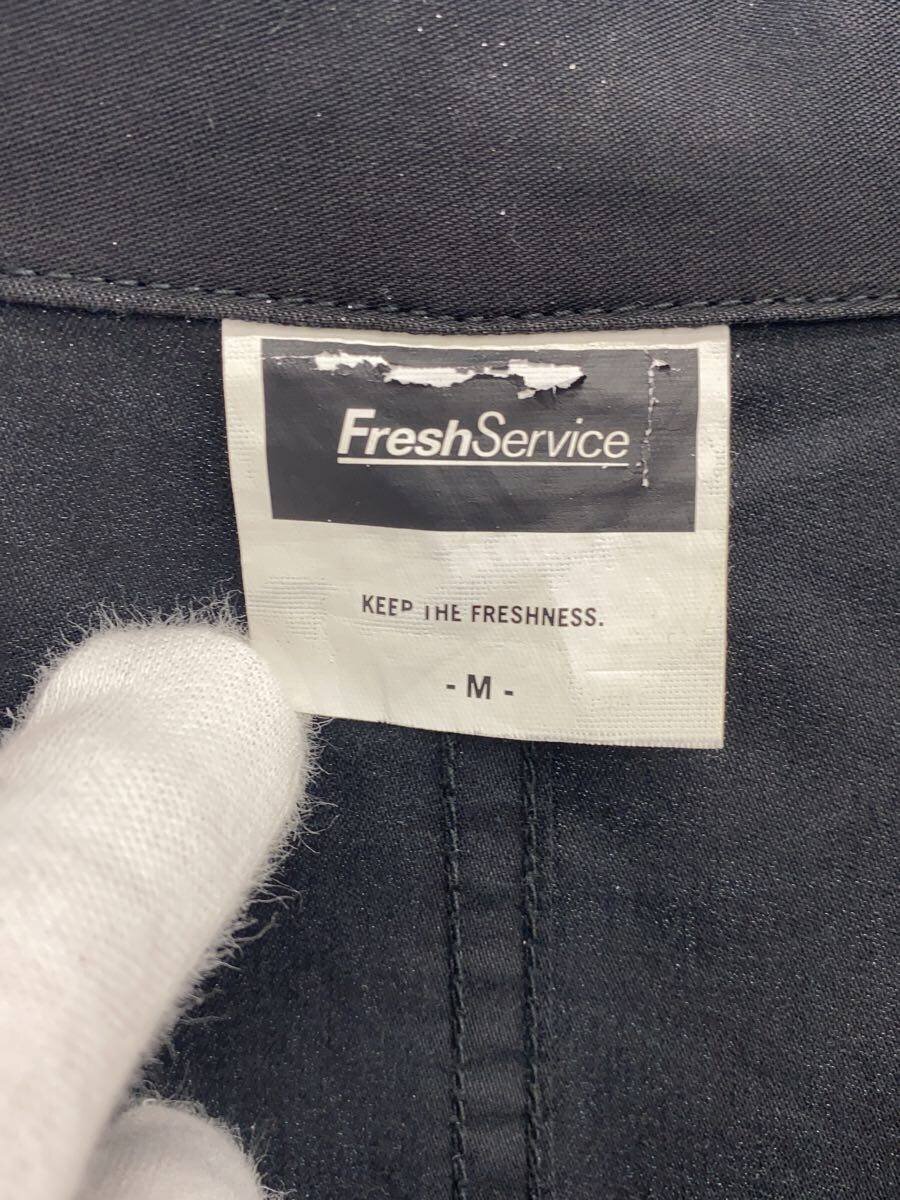 FreshService
KEEP THE FRESHNESS.
- M -